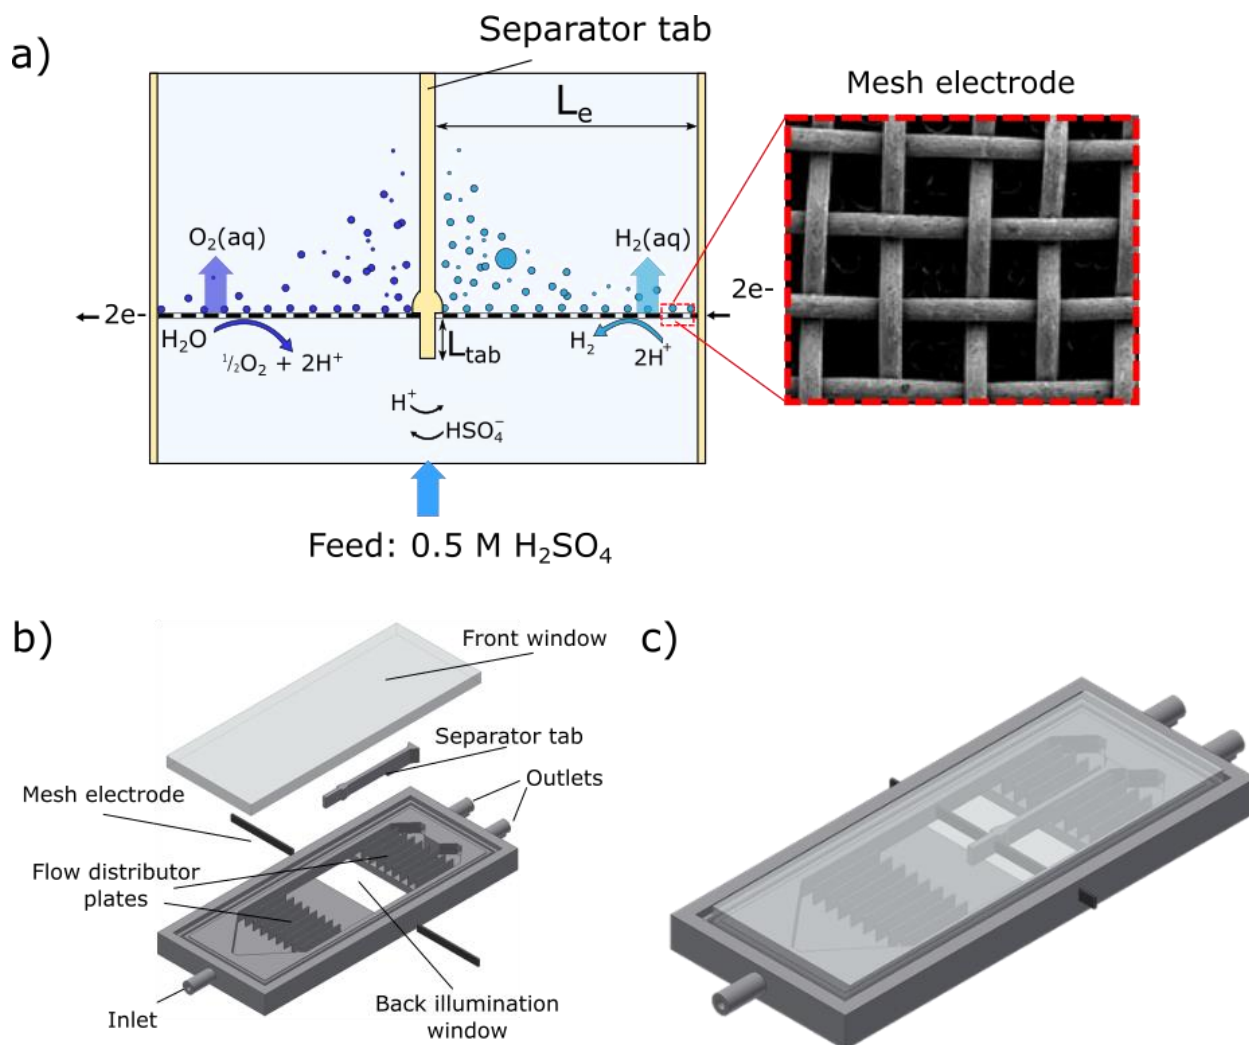 a)
Separator tab
Mesh electrode
Lₑ
O₂(aq)
H₂(aq)
2e-
2e-
H₂O
½O₂ + 2H⁺
L_tab
H₂
2H⁺
H⁺
HSO₄⁻
Feed: 0.5 M H₂SO₄
b)
Front window
Separator tab
Outlets
Mesh electrode
Flow distributor
plates
Back illumination
window
Inlet
c)